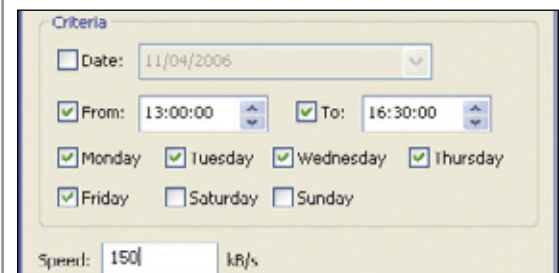 Criteria
Date: 11/04/2006
From: 13:00:00 To: 16:30:00
Monday Tuesday Wednesday Thursday
Friday Saturday Sunday
Speed: 150 kB/s